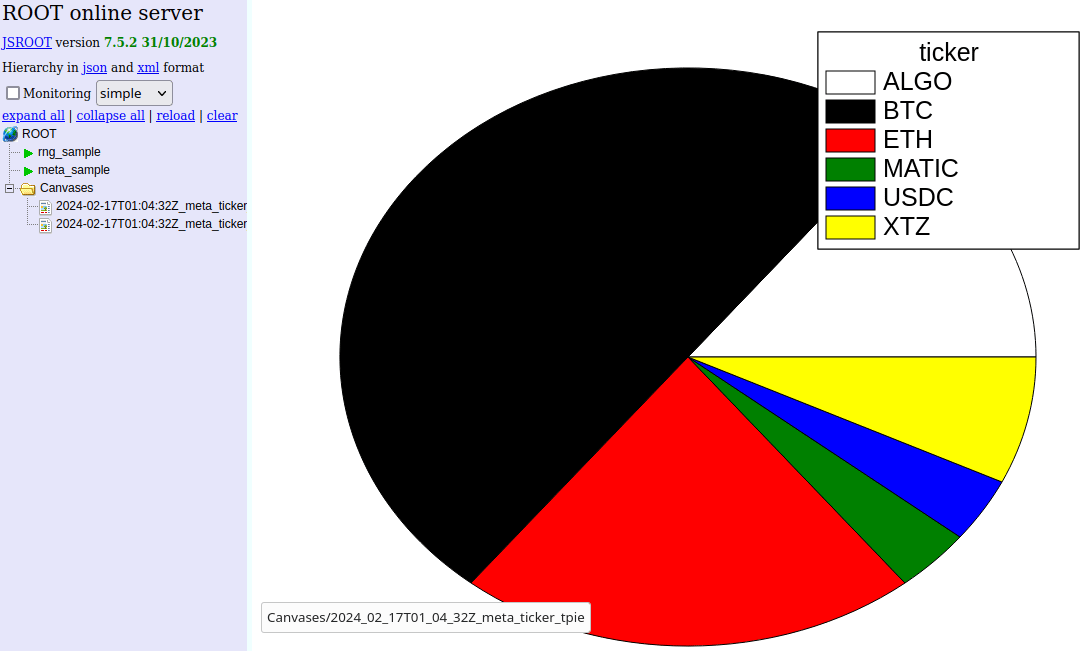 ROOT online server
JSROOT version 7.5.2 31/10/2023
Hierarchy in json and xml format
Monitoring simple
expand all | collapse all | reload | clear
ROOT
rng_sample
meta_sample
Canvases
2024-02-17T01:04:32Z_meta_ticker
2024-02-17T01:04:32Z_meta_ticker
ticker
ALGO
BTC
ETH
MATIC
USDC
XTZ
Canvases/2024_02_17T01_04_32Z_meta_ticker_tpie